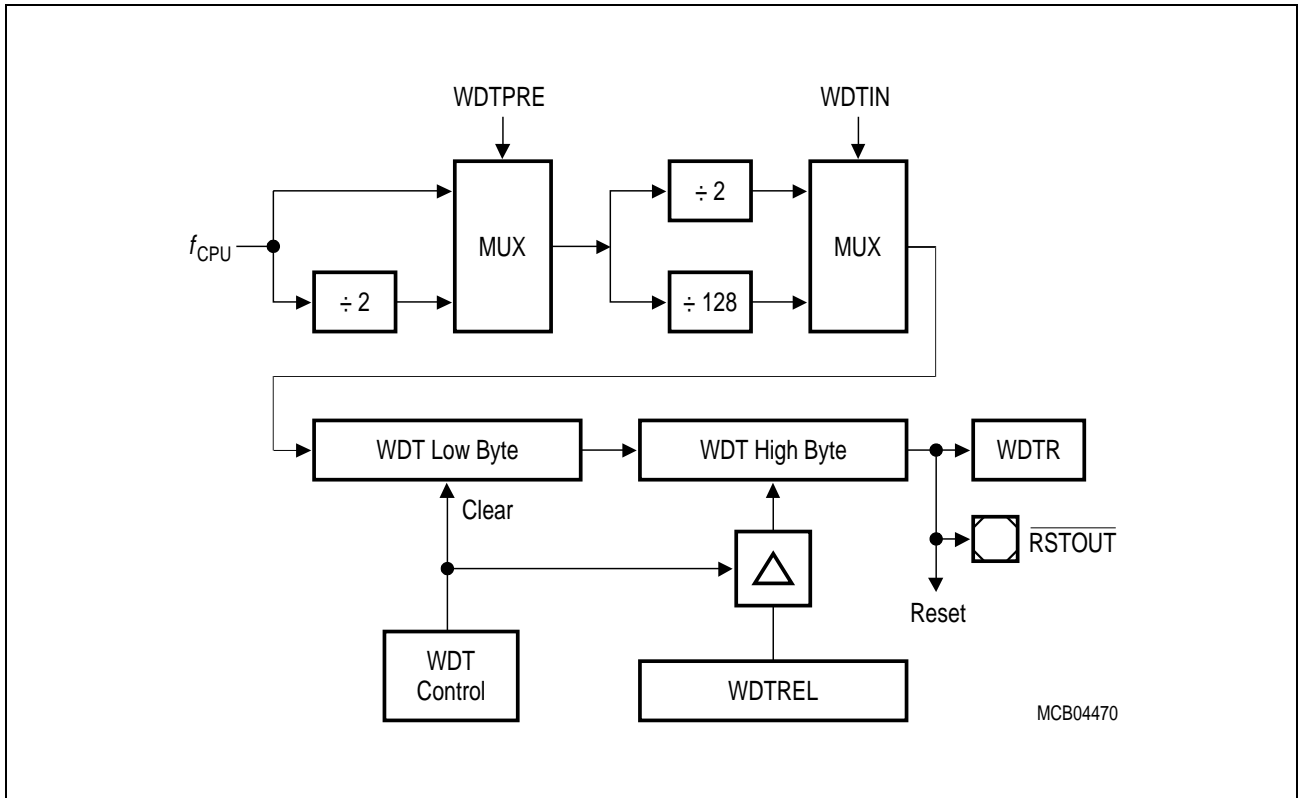 WDTPRE
WDTIN
÷ 2
MUX
MUX
fCPU
÷ 2
÷ 128
WDT Low Byte
WDT High Byte
WDTR
Clear
RSTOUT
Reset
WDT
Control
WDTREL
MCB04470